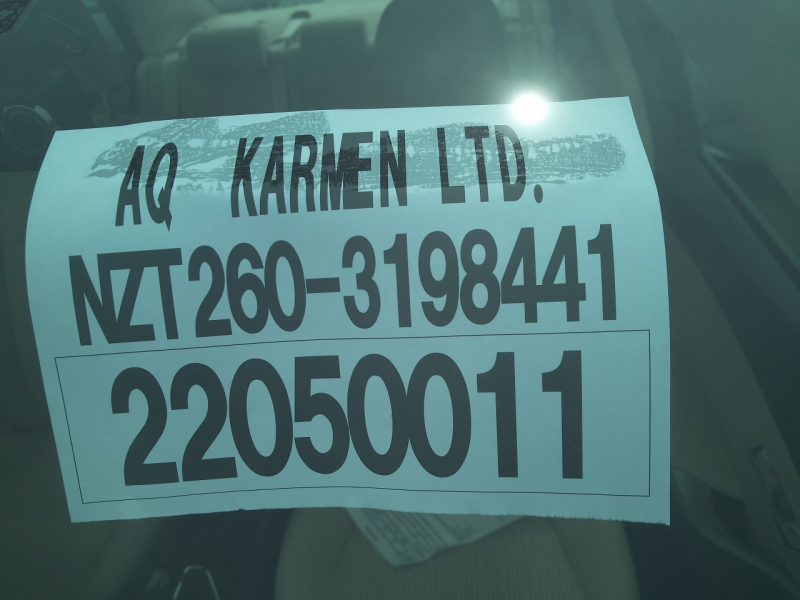 AQ KARMEN LTD.
NZT260-3198441
22050011